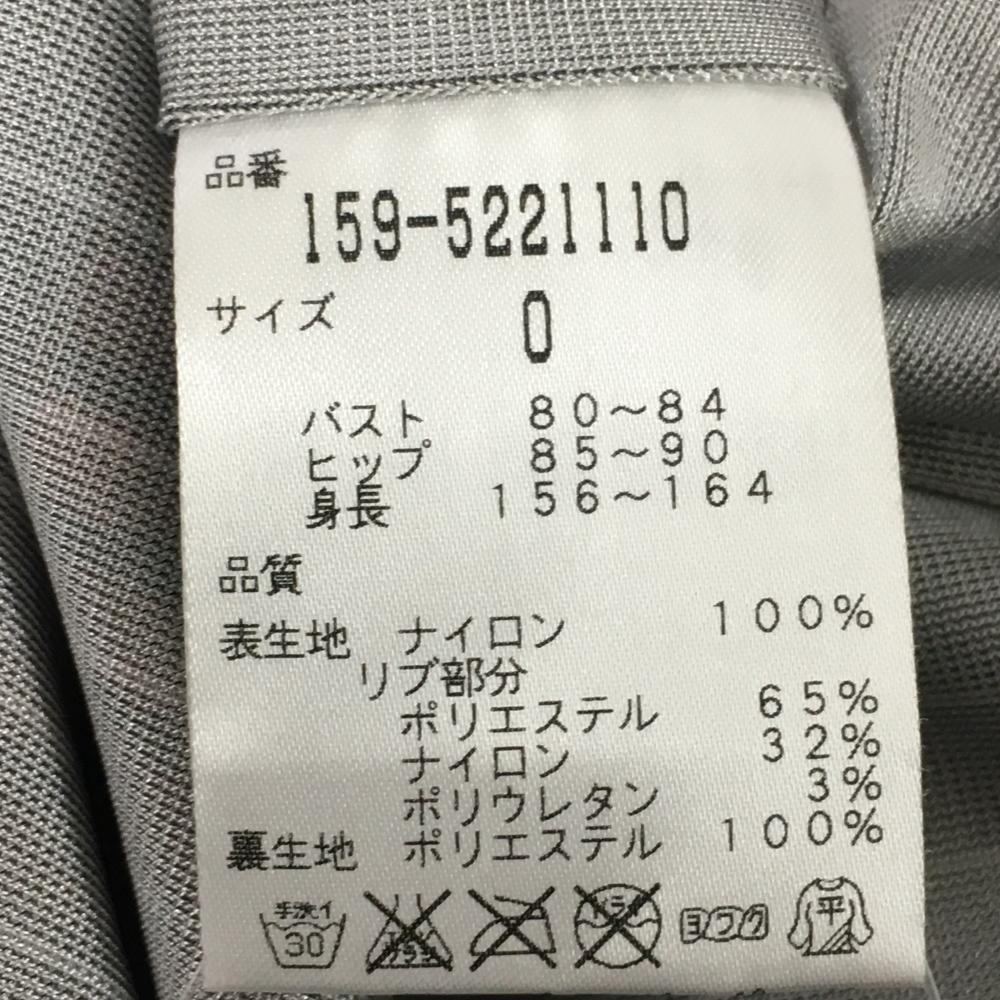 品番
159-5221110
サイズ 0
バスト 80～84
ヒップ 85～90
身長 156～164
品質
表生地 ナイロン 100%
リブ部分
ポリエステル 65%
ナイロン 32%
ポリウレタン 3%
裏生地 ポリエステル 100%
手洗イ 30 ドライ ヨワク 平